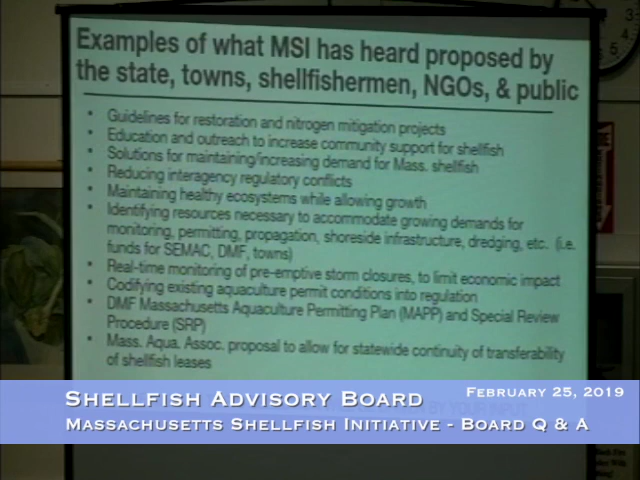 Examples of what MSI has heard proposed by
the state, towns, shellfishermen, NGOs, & public
• Guidelines for restoration and nitrogen mitigation projects
• Education and outreach to increase community support for shellfish
• Solutions for maintaining/increasing demand for Mass. shellfish
• Reducing interagency regulatory conflicts
• Maintaining healthy ecosystems while allowing growth
• Identifying resources necessary to accommodate growing demands for
monitoring, permitting, propagation, shoreside infrastructure, dredging, etc. (i.e.
funds for SEMAC, DMF, towns)
• Real-time monitoring of pre-emptive storm closures, to limit economic impact
• Codifying existing aquaculture permit conditions into regulation
• DMF Massachusetts Aquaculture Permitting Plan (MAPP) and Special Review
Procedure (SRP)
• Mass. Aqua. Assoc. proposal to allow for statewide continuity of transferability
of shellfish leases
BY YOUR INPUT
Shellfish Advisory Board
February 25, 2019
Massachusetts Shellfish Initiative - Board Q & A
3
4
5